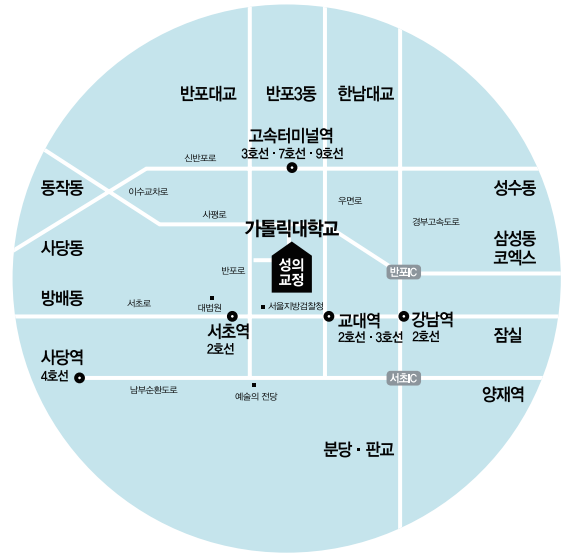 반포대교
반포3동
한남대교
고속터미널역
3호선 · 7호선 · 9호선
신반포로
동작동
이수교차로
성수동
우면로
사평로
경부고속도로
가톨릭대학교
사당동
삼성동
코엑스
성의
교정
반포로
반포IC
방배동
서초로
대법원
서울지방검찰청
서초역
2호선
교대역
2호선 · 3호선
강남역
2호선
잠실
사당역
4호선
서초IC
남부순환도로
예술의 전당
양재역
분당 · 판교